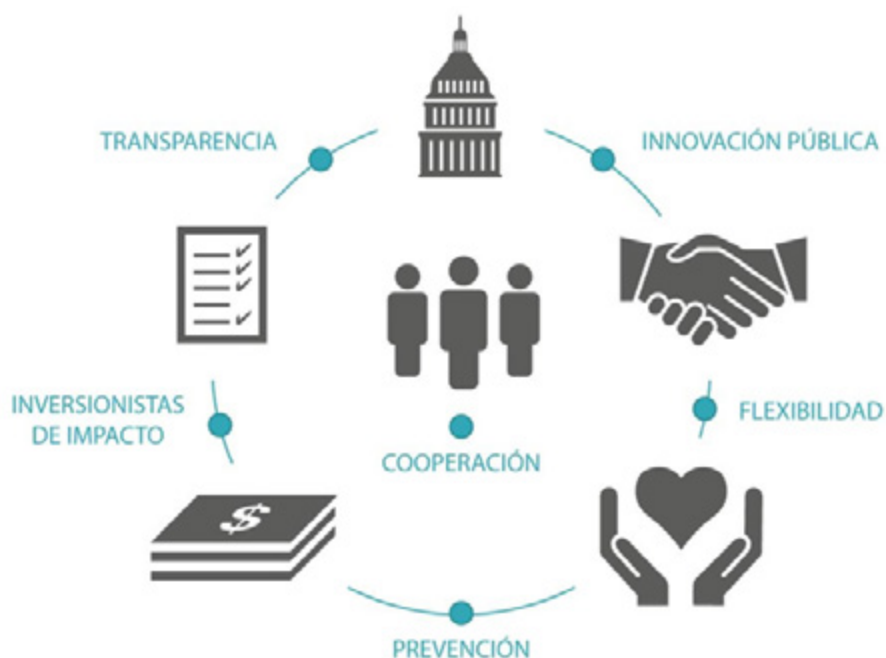 TRANSPARENCIA
INNOVACIÓN PÚBLICA
INVERSIONISTAS
DE IMPACTO
FLEXIBILIDAD
COOPERACIÓN
$
PREVENCIÓN